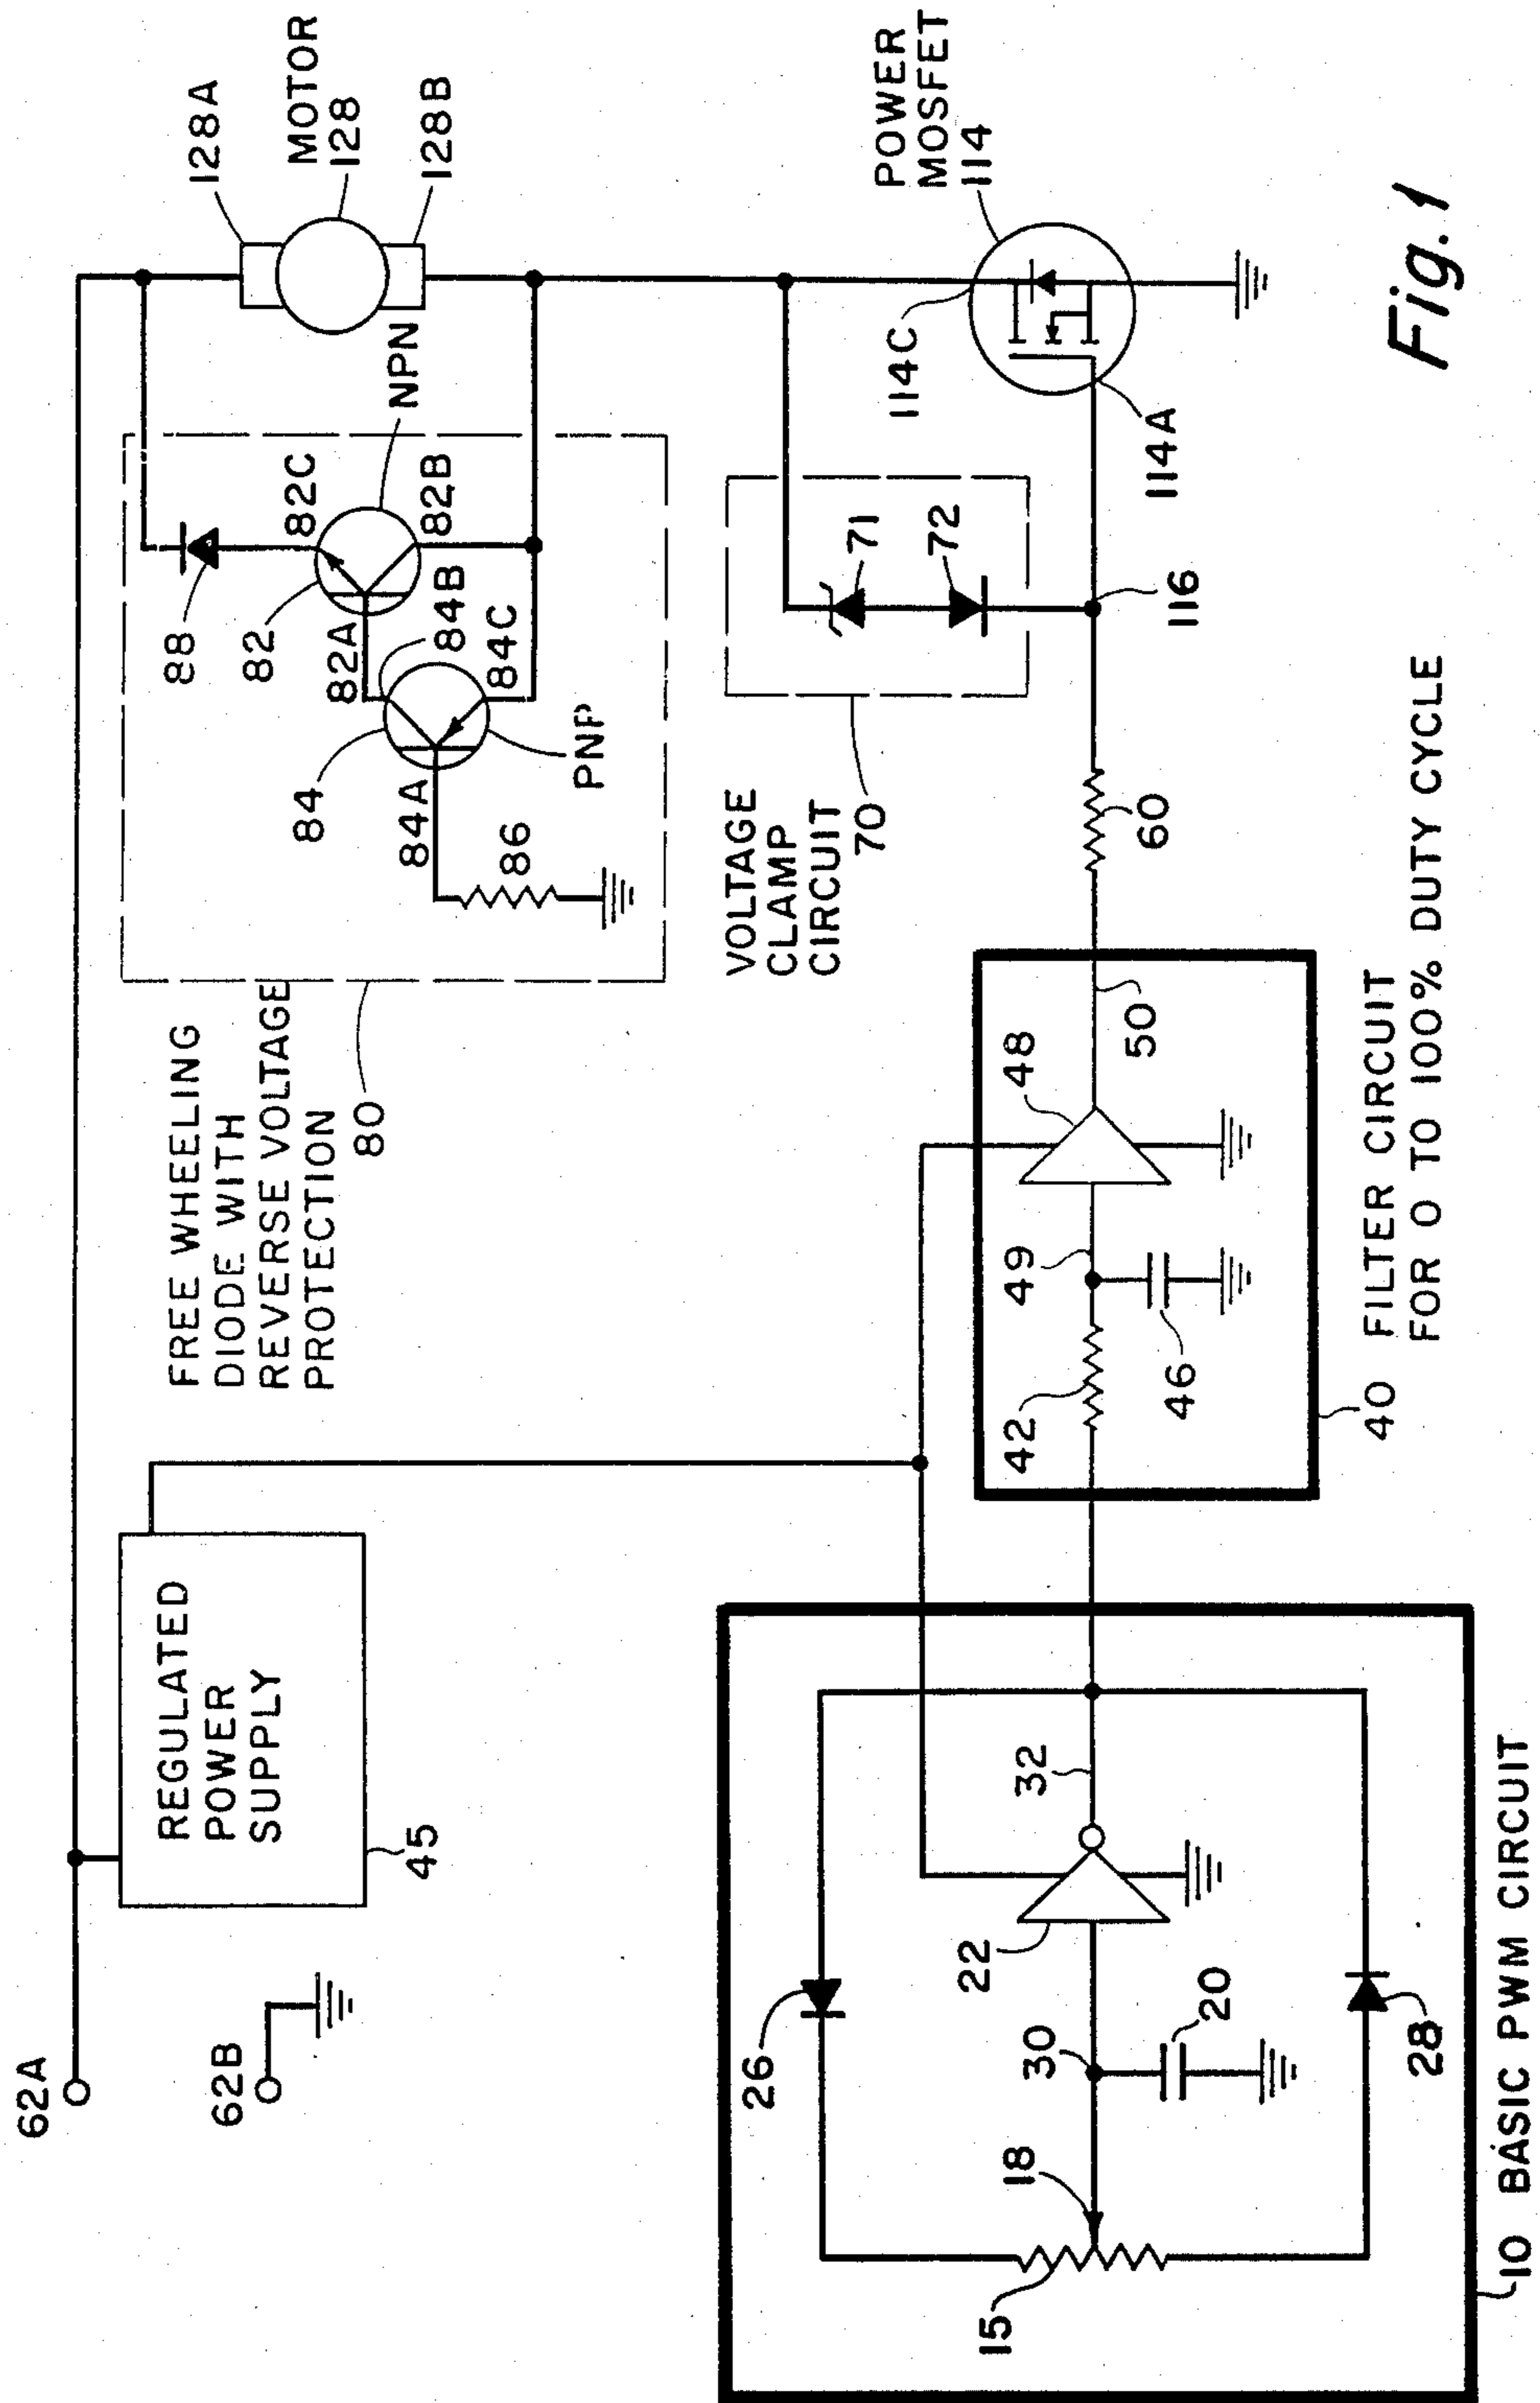 62A
62B
REGULATED
POWER
SUPPLY
45
FREE WHEELING
DIODE WITH
REVERSE VOLTAGE
PROTECTION
80
88
82
82C
NPN
82A
82B
84
84B
84A
84C
PNP
86
128A
MOTOR
128
128B
VOLTAGE
CLAMP
CIRCUIT
70
71
72
116
POWER
MOSFET
114
114C
114A
60
26
22
32
18
30
20
15
28
10 BASIC PWM CIRCUIT
42
49
48
50
46
40 FILTER CIRCUIT
FOR 0 TO 100% DUTY CYCLE
Fig. 1